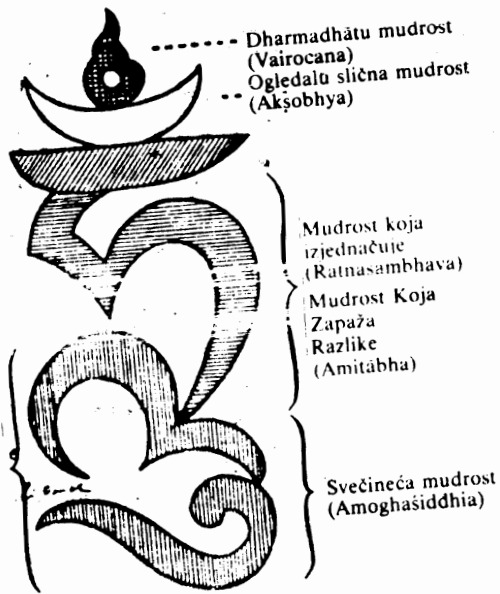 Dharmadhātu mudrost
(Vairocana)
Ogledalu slična mudrost
(Akṣobhya)
Mudrost koja
izjednačuje
(Ratnasambhava)
Mudrost Koja
Zapaža
Razlike
(Amitābha)
Svečineća mudrost
(Amoghaśiddhia)